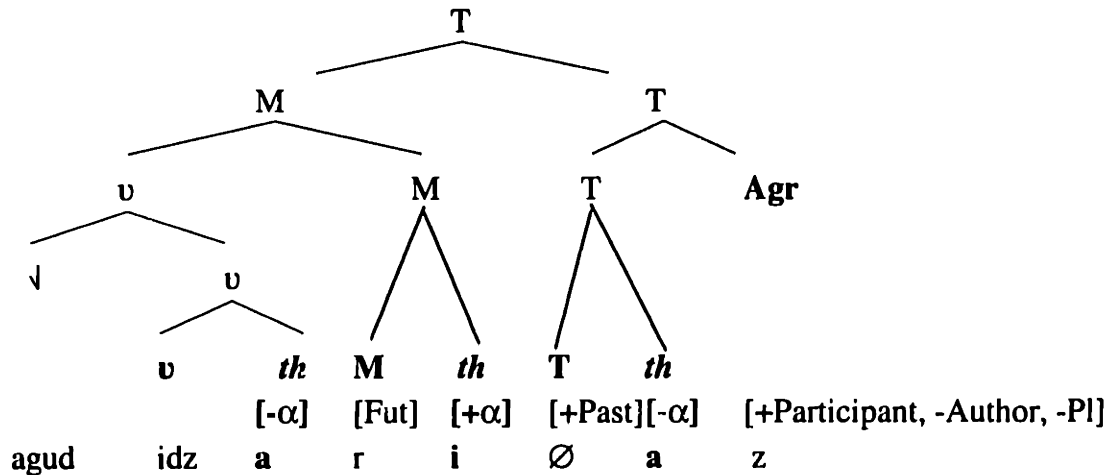 T
M T
υ M T Agr
√ υ
υ th M th T th
[-α] [Fut] [+α] [+Past][-α] [+Participant, -Author, -Pl]
agud idz a r i ∅ a z